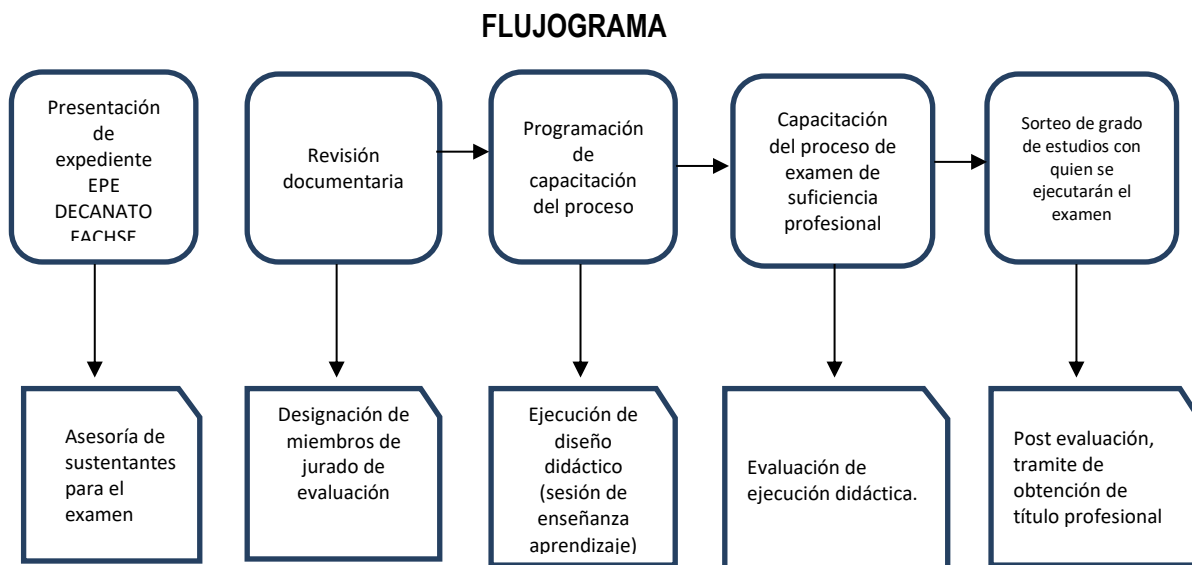 FLUJOGRAMA
Presentación
de
expediente
EPE
DECANATO
FACHSE
Revisión
documentaria
Programación
de
capacitación
del proceso
Capacitación
del proceso de
examen de
suficiencia
profesional
Sorteo de grado
de estudios con
quien se
ejecutarán el
examen
Asesoría de
sustentantes
para el
examen
Designación de
miembros de
jurado de
evaluación
Ejecución de
diseño
didáctico
(sesión de
enseñanza
aprendizaje)
Evaluación de
ejecución didáctica.
Post evaluación,
tramite de
obtención de
título profesional